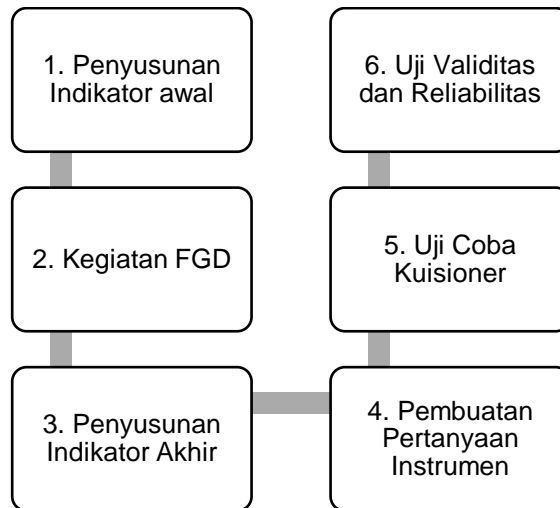 1. Penyusunan
Indikator awal
2. Kegiatan FGD
3. Penyusunan
Indikator Akhir
4. Pembuatan
Pertanyaan
Instrumen
5. Uji Coba
Kuisioner
6. Uji Validitas
dan Reliabilitas